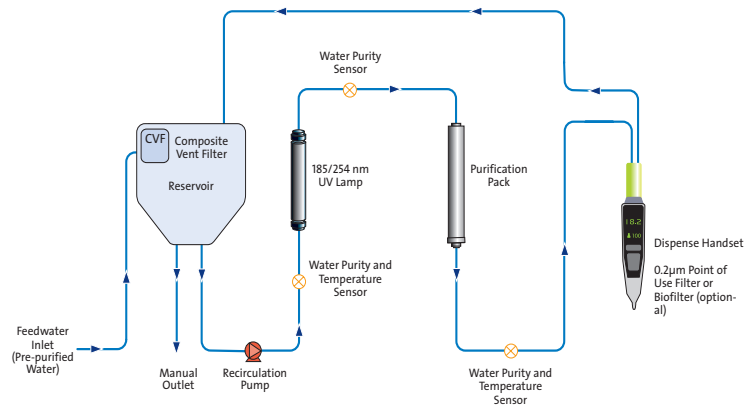 Water Purity
Sensor
CVF
Composite
Vent Filter
Reservoir
185/254 nm
UV Lamp
Purification
Pack
18.2
100
Dispense Handset
0.2µm Point of
Use Filter or
Biofilter (option-
al)
Water Purity and
Temperature
Sensor
Feedwater
Inlet
(Pre-purified
Water)
Manual
Outlet
Recirculation
Pump
Water Purity and
Temperature
Sensor